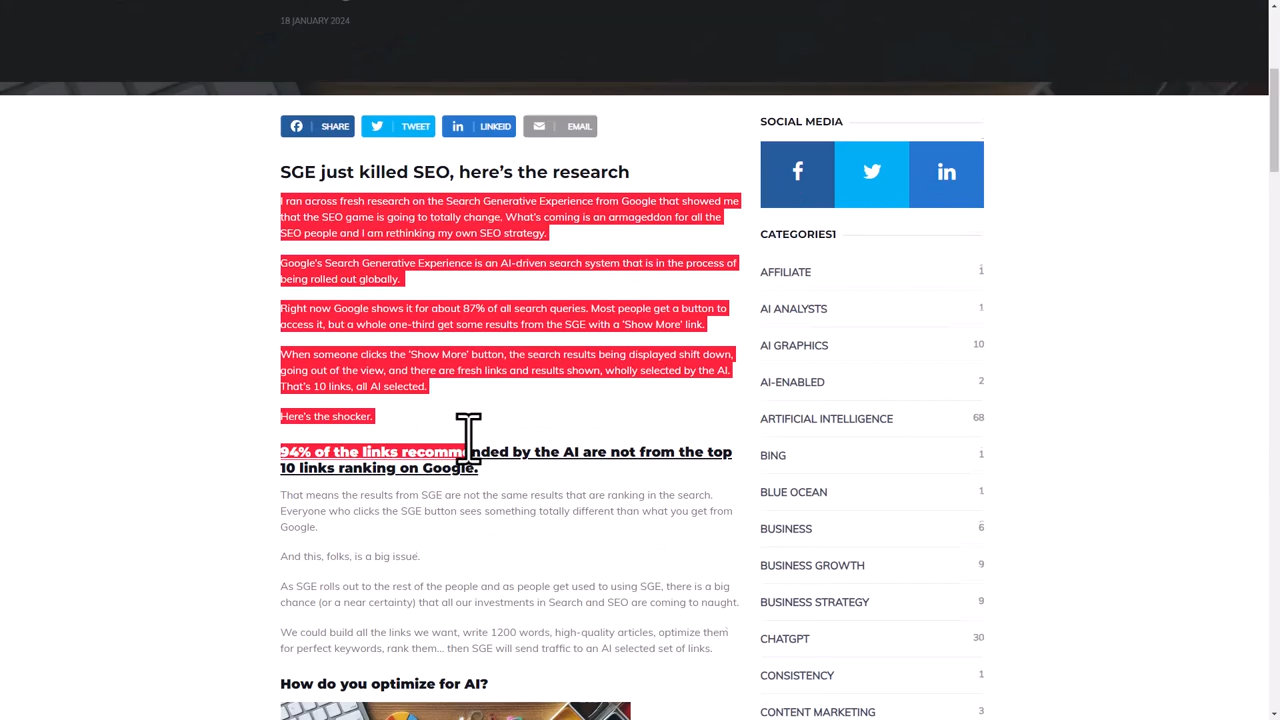 18 JANUARY 2024
SHARE
TWEET
LINKEID
EMAIL
SGE just killed SEO, here's the research
I ran across fresh research on the Search Generative Experience from Google that showed me
that the SEO game is going to totally change. What's coming is an armageddon for all the
SEO people and I am rethinking my own SEO strategy.
Google's Search Generative Experience is an AI-driven search system that is in the process of
being rolled out globally.
Right now Google shows it for about 87% of all search queries. Most people get a button to
access it, but a whole one-third get some results from the SGE with a 'Show More' link.
When someone clicks the 'Show More' button, the search results being displayed shift down,
going out of the view, and there are fresh links and results shown, wholly selected by the AI.
That's 10 links, all AI selected.
Here's the shocker.
94% of the links recommended by the AI are not from the top
10 links ranking on Google.
That means the results from SGE are not the same results that are ranking in the search.
Everyone who clicks the SGE button sees something totally different than what you get from
Google.
And this, folks, is a big issue.
As SGE rolls out to the rest of the people and as people get used to using SGE, there is a big
chance (or a near certainty) that all our investments in Search and SEO are coming to naught.
We could build all the links we want, write 1200 words, high-quality articles, optimize them
for perfect keywords, rank them... then SGE will send traffic to an AI selected set of links.
How do you optimize for AI?
SOCIAL MEDIA
CATEGORIES1
AFFILIATE 1
AI ANALYSTS 1
AI GRAPHICS 10
AI-ENABLED 2
ARTIFICIAL INTELLIGENCE 68
BING 1
BLUE OCEAN 1
BUSINESS 6
BUSINESS GROWTH 9
BUSINESS STRATEGY 9
CHATGPT 30
CONSISTENCY 1
CONTENT MARKETING 3